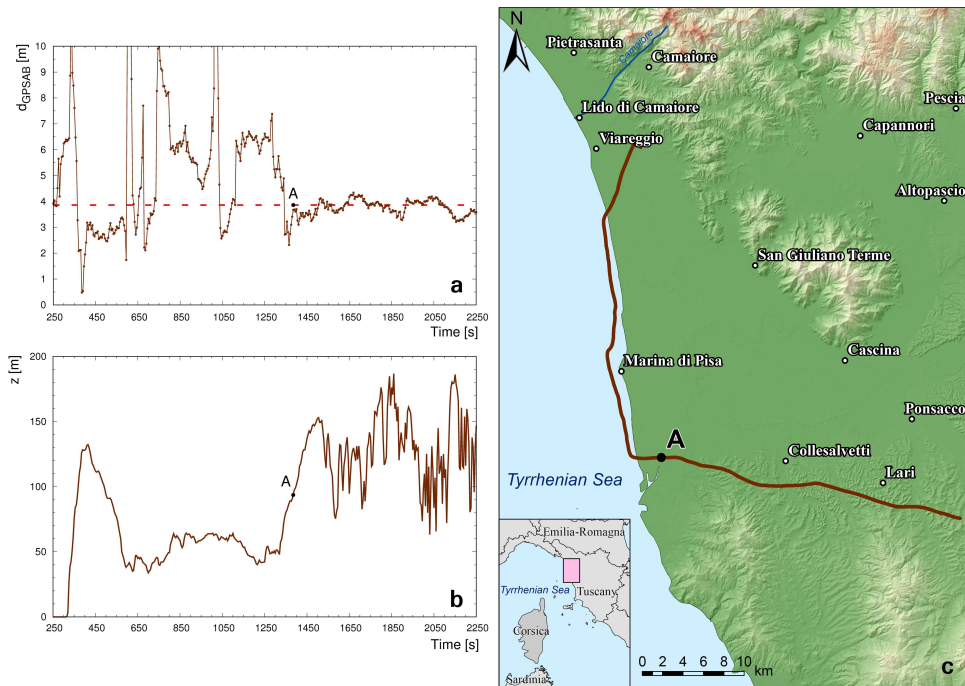 10
9
8
7
6
5
4
3
2
1
0
d_GPSAB [m]
A
a
250 450 650 850 1050 1250 1450 1650 1850 2050 2250
Time [s]
200
150
100
50
0
z [m]
A
b
250 450 650 850 1050 1250 1450 1650 1850 2050 2250
Time [s]
N
Pietrasanta
Camaiore
Camaiore
Pescia
Lido di Camaiore
Capannori
Viareggio
Altopascio
San Giuliano Terme
Cascina
Marina di Pisa
Ponsacco
A
Collesalvetti
Lari
Tyrrhenian Sea
Emilia-Romagna
Tyrrhenian Sea
Tuscany
Corsica
Sardinia
0 2 4 6 8 10
km
c